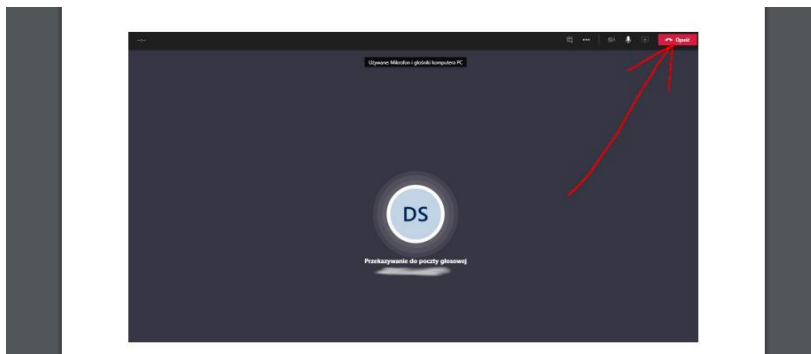 --:--
Opuść
Używane: Mikrofon i głośniki komputera PC
DS
Przekazywanie do poczty głosowej